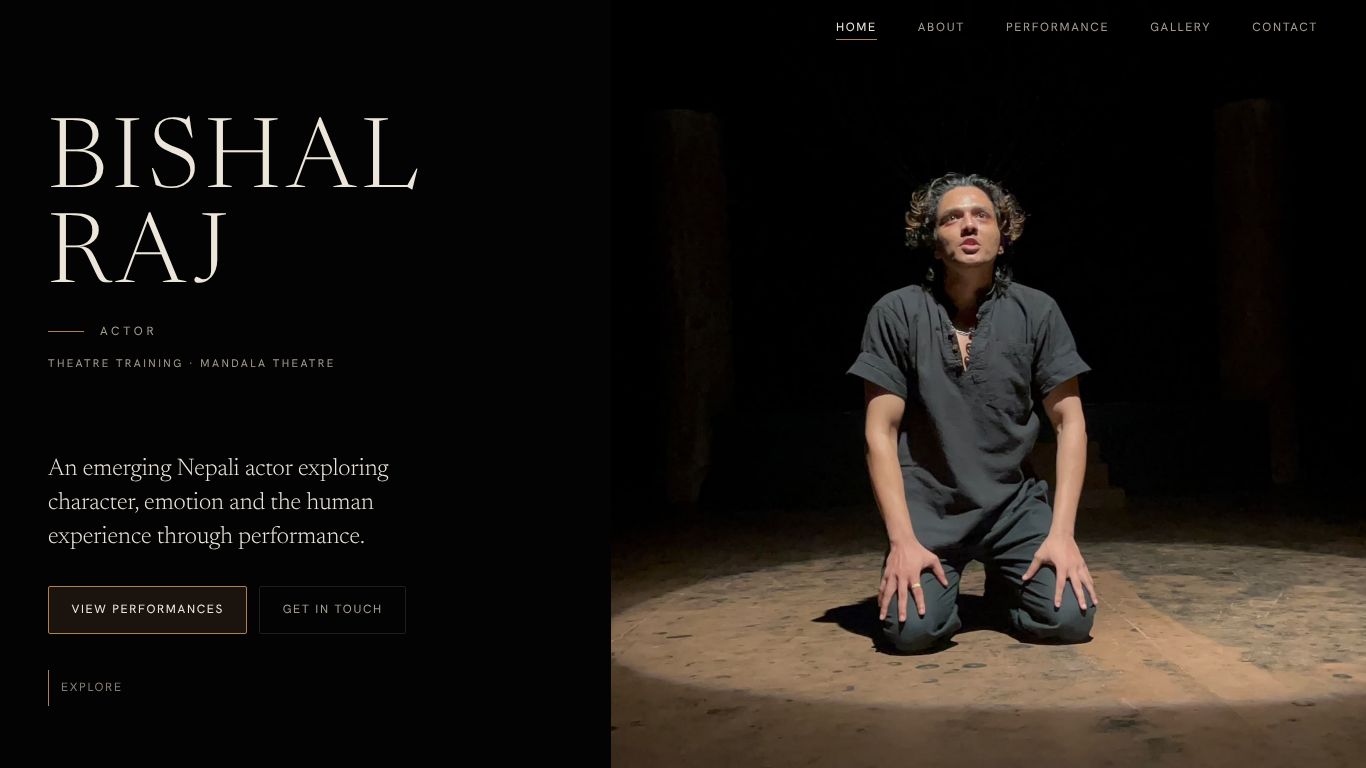 HOME ABOUT PERFORMANCE GALLERY CONTACT
BISHAL
RAJ
ACTOR
THEATRE TRAINING · MANDALA THEATRE
An emerging Nepali actor exploring
character, emotion and the human
experience through performance.
VIEW PERFORMANCES GET IN TOUCH
EXPLORE